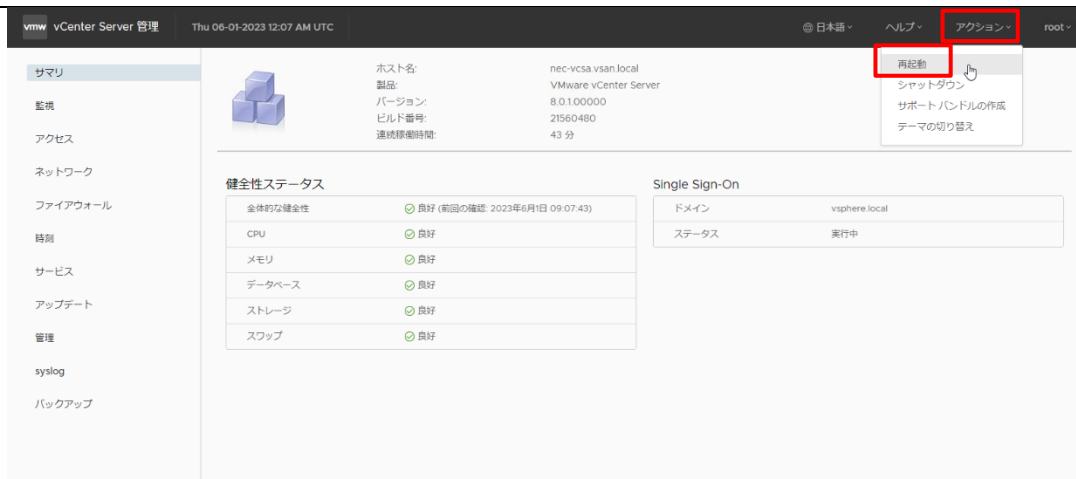 vmw vCenter Server 管理 Thu 06-01-2023 12:07 AM UTC 日本語 ヘルプ アクション root
再起動
シャットダウン
サポート バンドルの作成
テーマの切り替え
サマリ
監視
アクセス
ネットワーク
ファイアウォール
時刻
サービス
アップデート
管理
syslog
バックアップ
ホスト名: nec-vcsa.vsan.local
製品: VMware vCenter Server
バージョン: 8.0.1.00000
ビルド番号: 21560480
連続稼働時間: 43 分
健全性ステータス
全体的な健全性 良好 (前回の確認: 2023年6月1日 09:07:43)
CPU 良好
メモリ 良好
データベース 良好
ストレージ 良好
スワップ 良好
Single Sign-On
ドメイン vsphere.local
ステータス 実行中